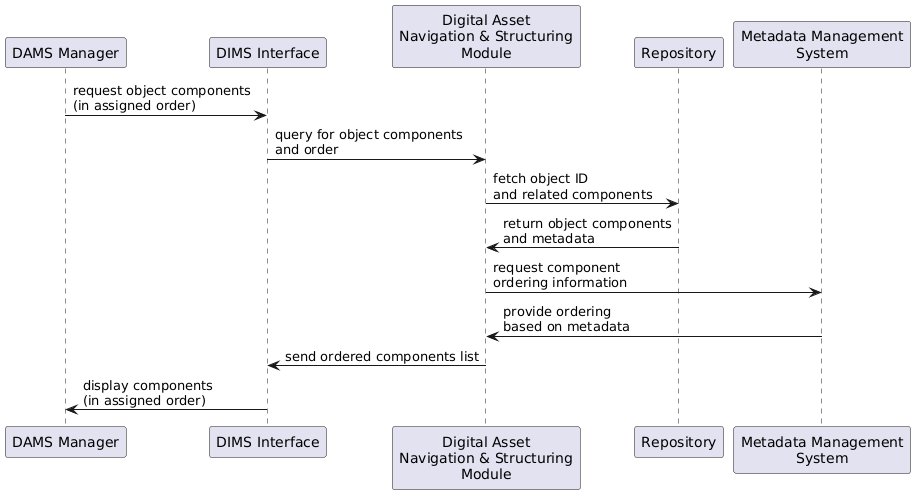 DAMS Manager
DIMS Interface
Digital Asset
Navigation & Structuring
Module
Repository
Metadata Management
System
request object components
(in assigned order)
query for object components
and order
fetch object ID
and related components
return object components
and metadata
request component
ordering information
provide ordering
based on metadata
send ordered components list
display components
(in assigned order)
DAMS Manager
DIMS Interface
Digital Asset
Navigation & Structuring
Module
Repository
Metadata Management
System